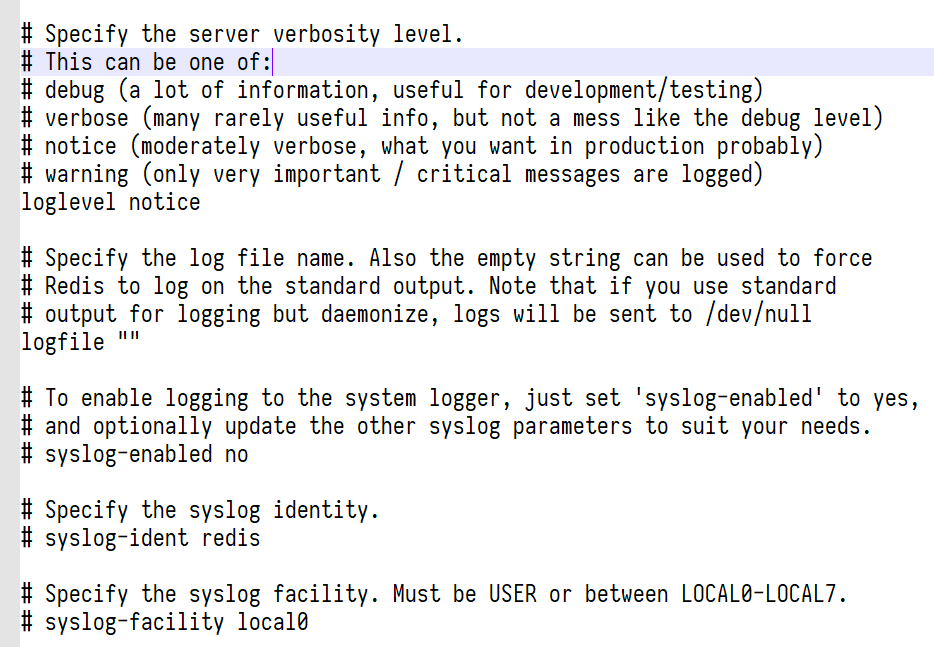 # Specify the server verbosity level.
# This can be one of:
# debug (a lot of information, useful for development/testing)
# verbose (many rarely useful info, but not a mess like the debug level)
# notice (moderately verbose, what you want in production probably)
# warning (only very important / critical messages are logged)
loglevel notice
# Specify the log file name. Also the empty string can be used to force
# Redis to log on the standard output. Note that if you use standard
# output for logging but daemonize, logs will be sent to /dev/null
logfile ""
# To enable logging to the system logger, just set 'syslog-enabled' to yes,
# and optionally update the other syslog parameters to suit your needs.
# syslog-enabled no
# Specify the syslog identity.
# syslog-ident redis
# Specify the syslog facility. Must be USER or between LOCAL0-LOCAL7.
# syslog-facility local0